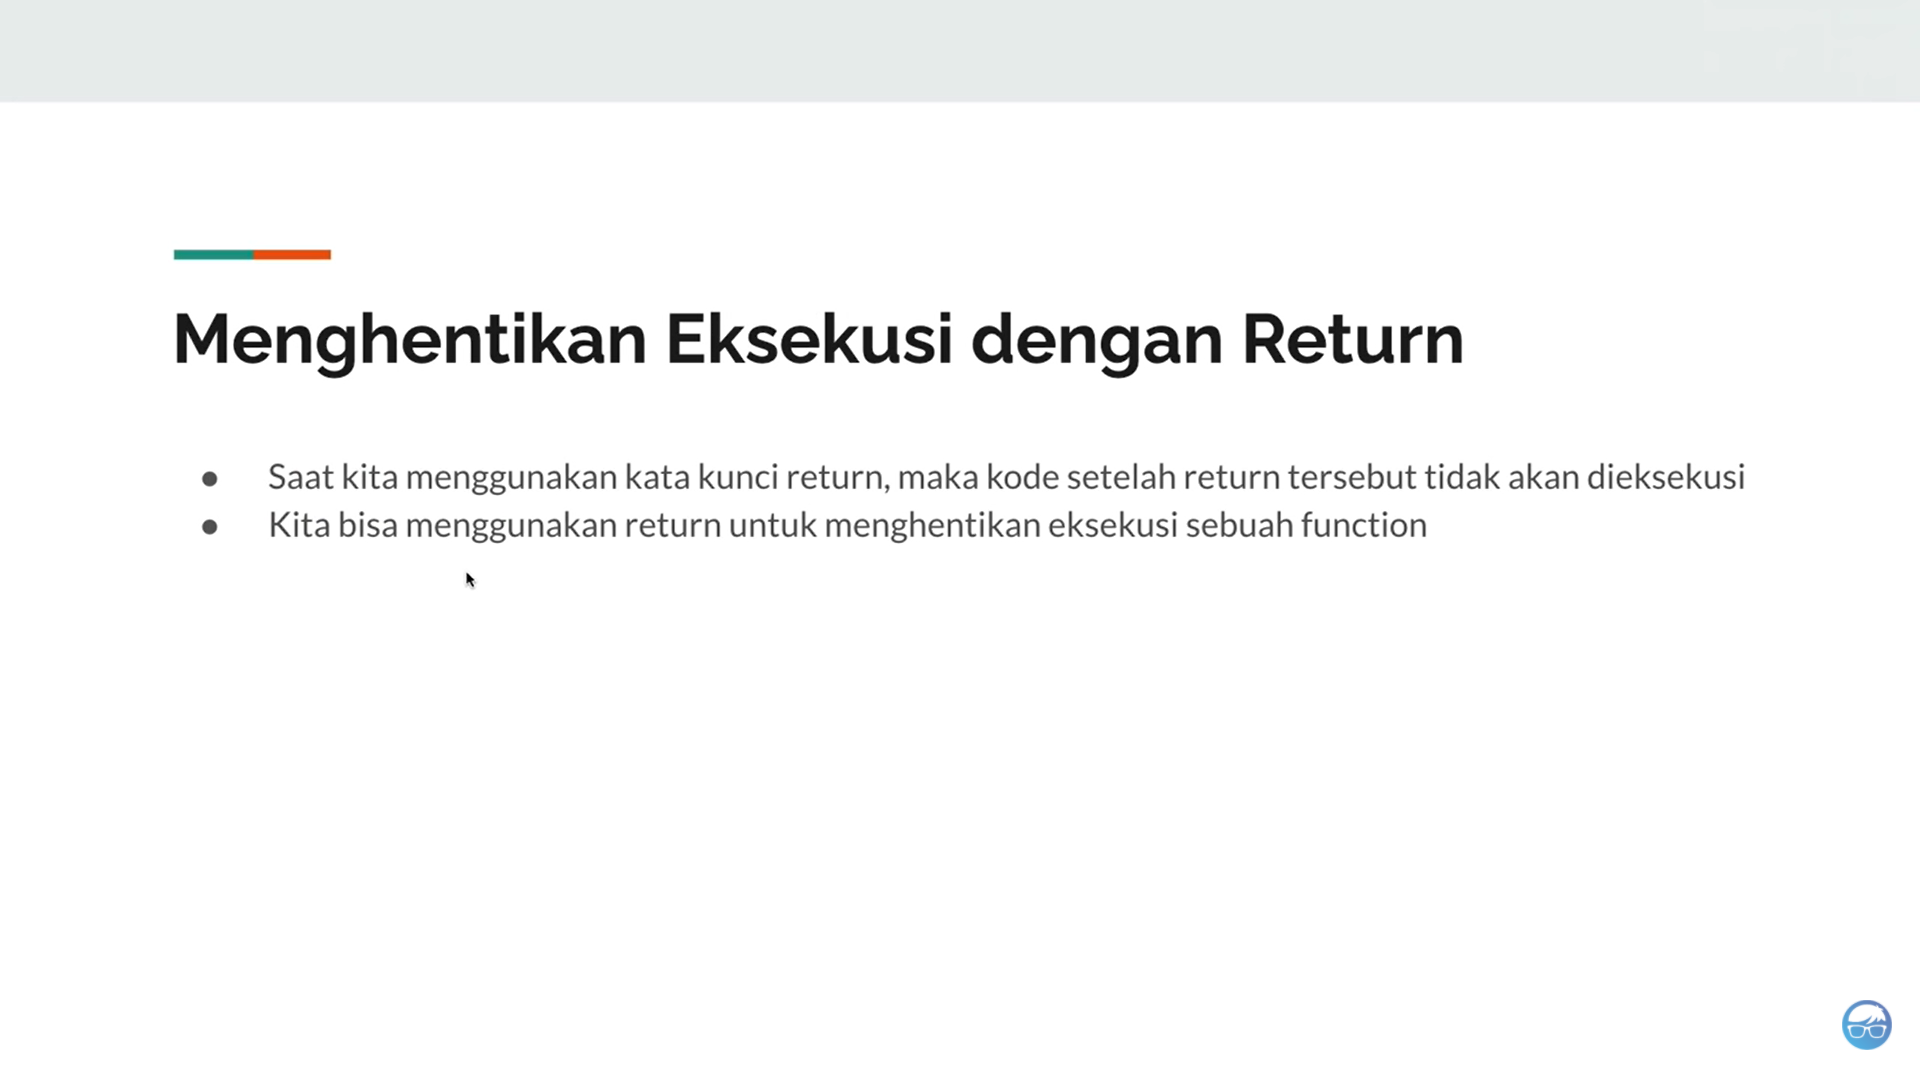 Menghentikan Eksekusi dengan Return
● Saat kita menggunakan kata kunci return, maka kode setelah return tersebut tidak akan dieksekusi
● Kita bisa menggunakan return untuk menghentikan eksekusi sebuah function